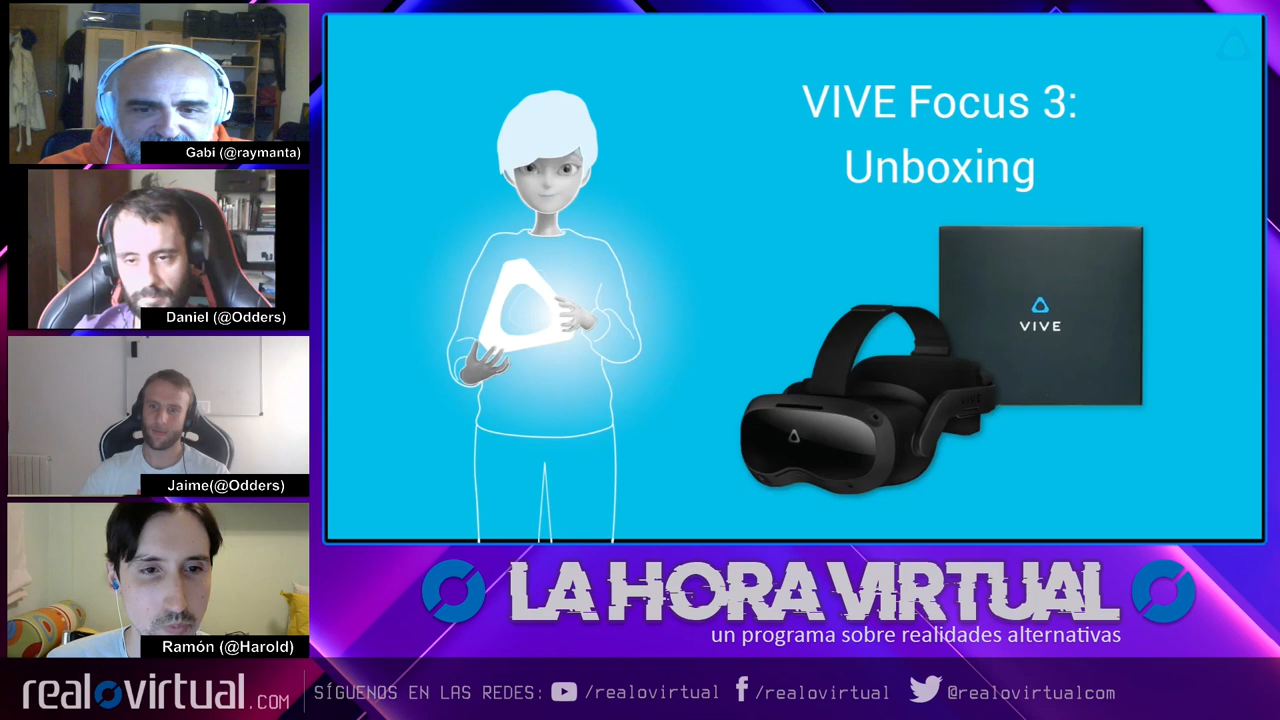 Gabi (@raymanta)
Daniel (@Odders)
Jaime(@Odders)
Ramón (@Harold)
VIVE Focus 3:
Unboxing
VIVE
LA HORA VIRTUAL
un programa sobre realidades alternativas
realovirtual.COM
SÍGUENOS EN LAS REDES: /realovirtual /realovirtual @realovirtualcom